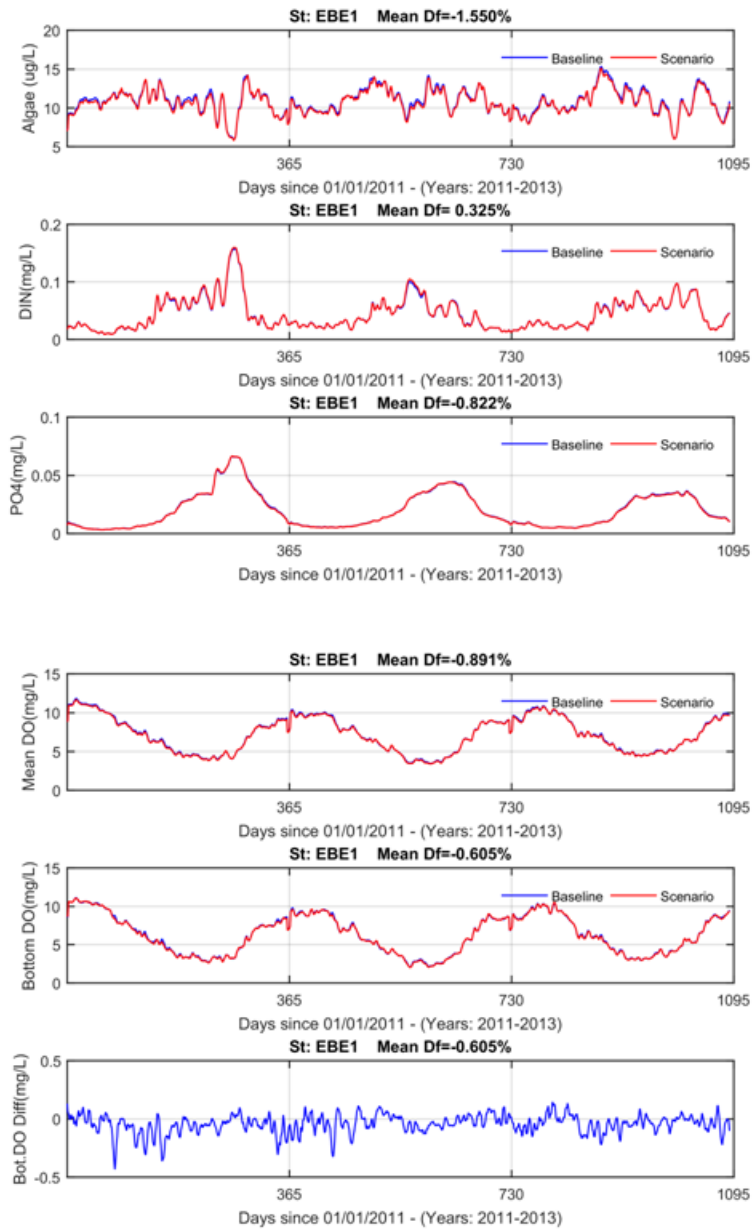 St: EBE1 Mean Df=-1.550%
20
15
10
5
Algae (ug/L)
Baseline Scenario
365 730 1095
Days since 01/01/2011 - (Years: 2011-2013)
St: EBE1 Mean Df= 0.325%
0.2
0.1
0
DIN(mg/L)
Baseline Scenario
365 730 1095
Days since 01/01/2011 - (Years: 2011-2013)
St: EBE1 Mean Df=-0.822%
0.1
0.05
0
PO4(mg/L)
Baseline Scenario
365 730 1095
Days since 01/01/2011 - (Years: 2011-2013)
St: EBE1 Mean Df=-0.891%
15
10
5
0
Mean DO(mg/L)
Baseline Scenario
365 730 1095
Days since 01/01/2011 - (Years: 2011-2013)
St: EBE1 Mean Df=-0.605%
15
10
5
0
Bottom DO(mg/L)
Baseline Scenario
365 730 1095
Days since 01/01/2011 - (Years: 2011-2013)
St: EBE1 Mean Df=-0.605%
0.5
0
-0.5
Bot.DO Diff(mg/L)
365 730 1095
Days since 01/01/2011 - (Years: 2011-2013)